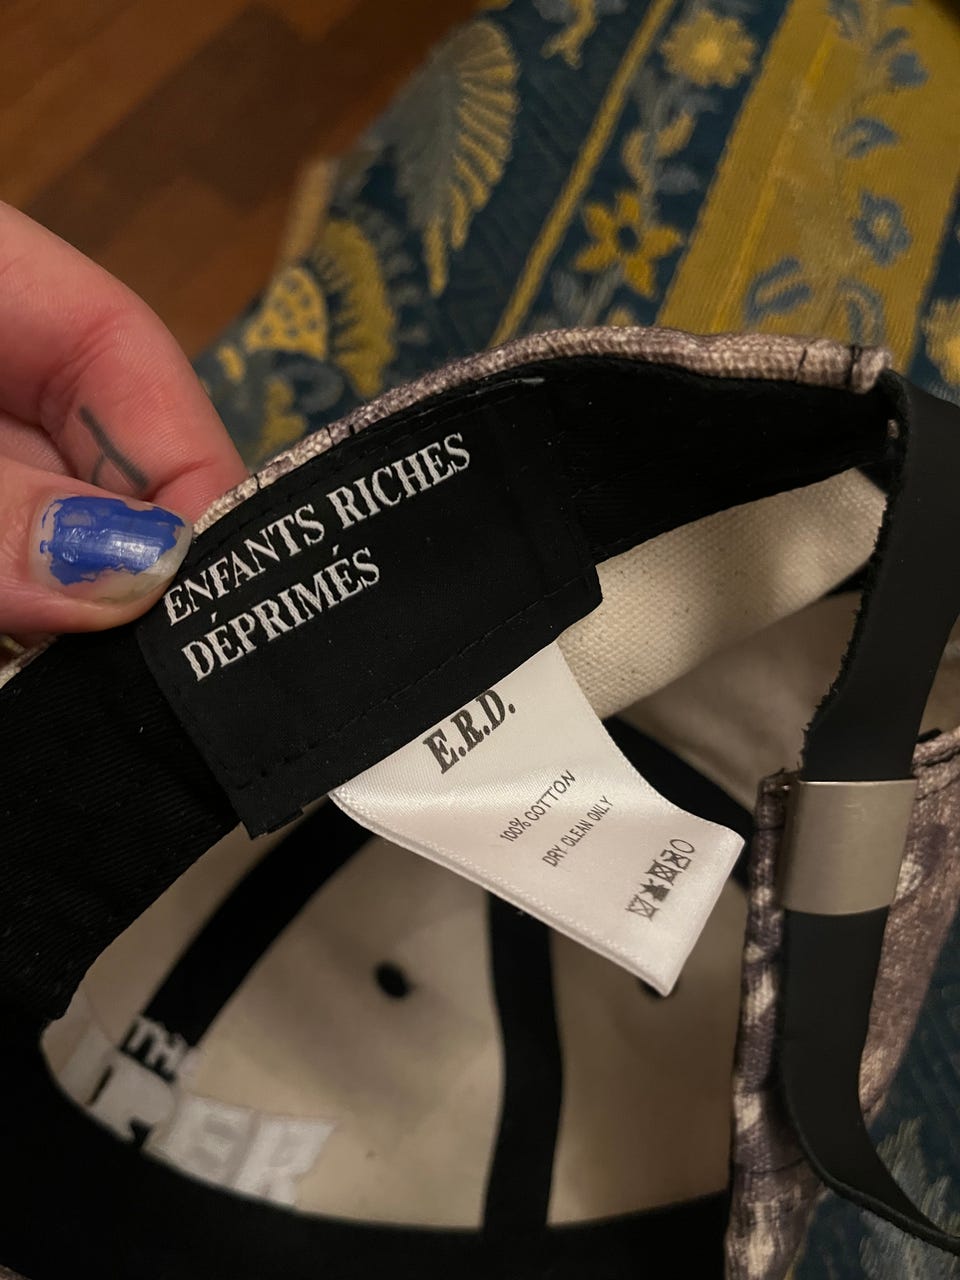 ENFANTS RICHES
DÉPRIMÉS
E.R.D.
100% COTTON
DRY CLEAN ONLY